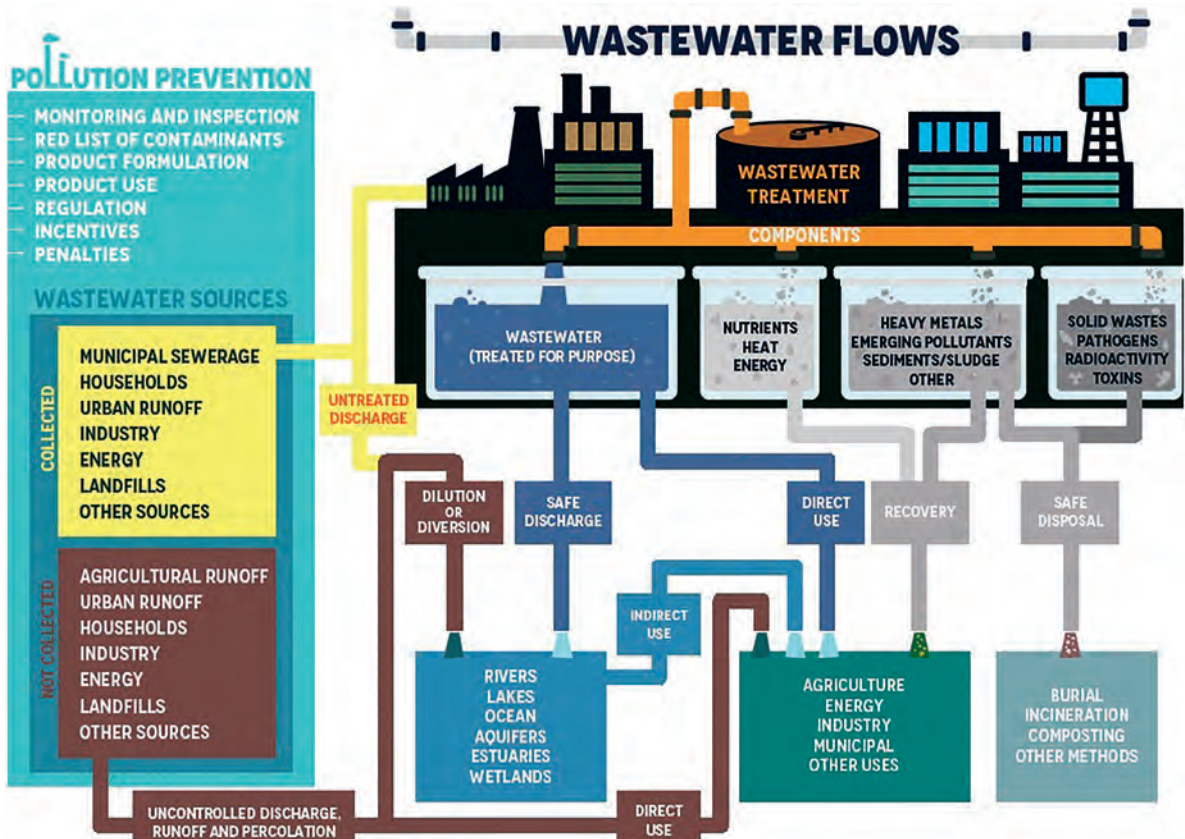 WASTEWATER FLOWS
POLLUTION PREVENTION
MONITORING AND INSPECTION
RED LIST OF CONTAMINANTS
PRODUCT FORMULATION
PRODUCT USE
REGULATION
INCENTIVES
PENALTIES
WASTEWATER SOURCES
COLLECTED
MUNICIPAL SEWERAGE
HOUSEHOLDS
URBAN RUNOFF
INDUSTRY
ENERGY
LANDFILLS
OTHER SOURCES
NOT COLLECTED
AGRICULTURAL RUNOFF
URBAN RUNOFF
HOUSEHOLDS
INDUSTRY
ENERGY
LANDFILLS
OTHER SOURCES
UNCONTROLLED DISCHARGE,
RUNOFF AND PERCOLATION
UNTREATED
DISCHARGE
WASTEWATER
TREATMENT
COMPONENTS
WASTEWATER
(TREATED FOR PURPOSE)
NUTRIENTS
HEAT
ENERGY
HEAVY METALS
EMERGING POLLUTANTS
SEDIMENTS/SLUDGE
OTHER
SOLID WASTES
PATHOGENS
RADIOACTIVITY
TOXINS
DILUTION
OR
DIVERSION
SAFE
DISCHARGE
DIRECT
USE
RECOVERY
SAFE
DISPOSAL
INDIRECT
USE
RIVERS
LAKES
OCEAN
AQUIFERS
ESTUARIES
WETLANDS
AGRICULTURE
ENERGY
INDUSTRY
MUNICIPAL
OTHER USES
BURIAL
INCINERATION
COMPOSTING
OTHER METHODS
DIRECT
USE